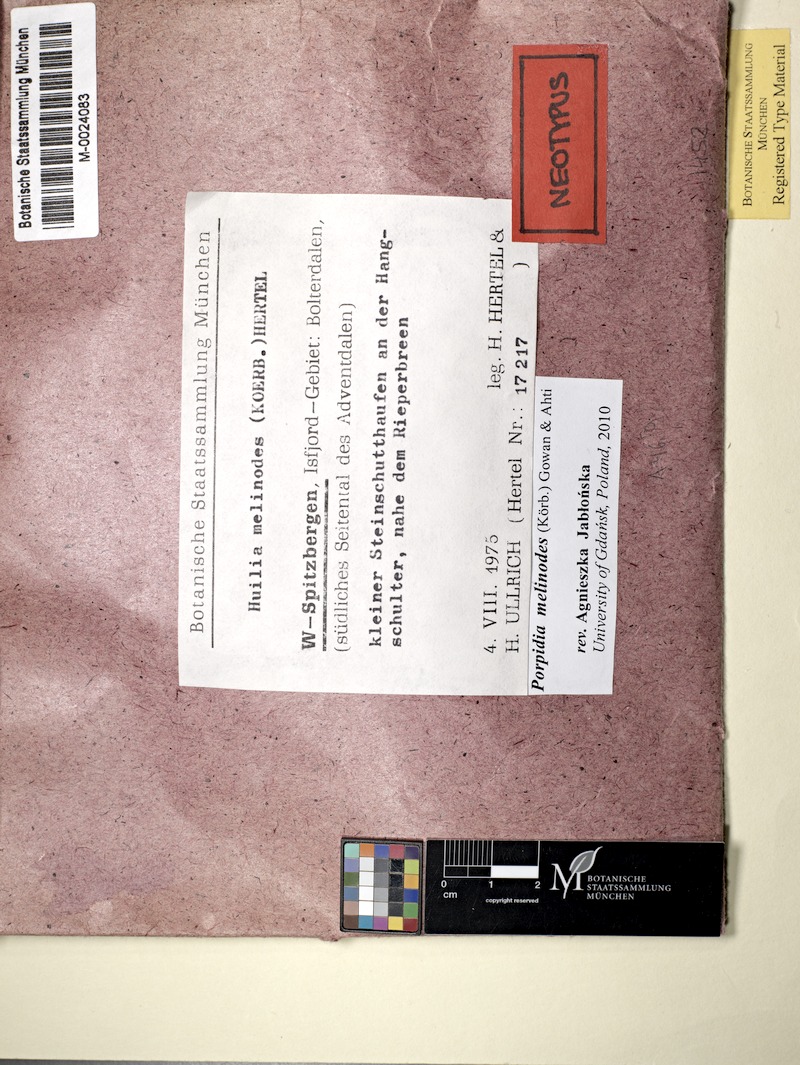 Botanische Staatssammlung München
M-0024083
Botanische Staatssammlung München
Huilia melinodes (KOERB.)HERTEL
W-Spitzbergen, Isfjord-Gebiet: Bolterdalen,
(südliches Seitental des Adventdalen)
kleiner Steinschutthaufen an der Hang-
schulter, nahe dem Rieperbreen
4. VIII. 1975 leg. H. HERTEL &
H. ULLRICH (Hertel Nr.: 17 217 )
NEOTYPUS
Porpidia melinodes (Körb.) Gowan & Ahti
rev. Agnieszka Jabłońska
University of Gdańsk, Poland, 2010
BOTANISCHE STAATSSAMMLUNG
MÜNCHEN
Registered Type Material
0 1 2
cm
copyright reserved
M BOTANISCHE
STAATSSAMMLUNG
MÜNCHEN